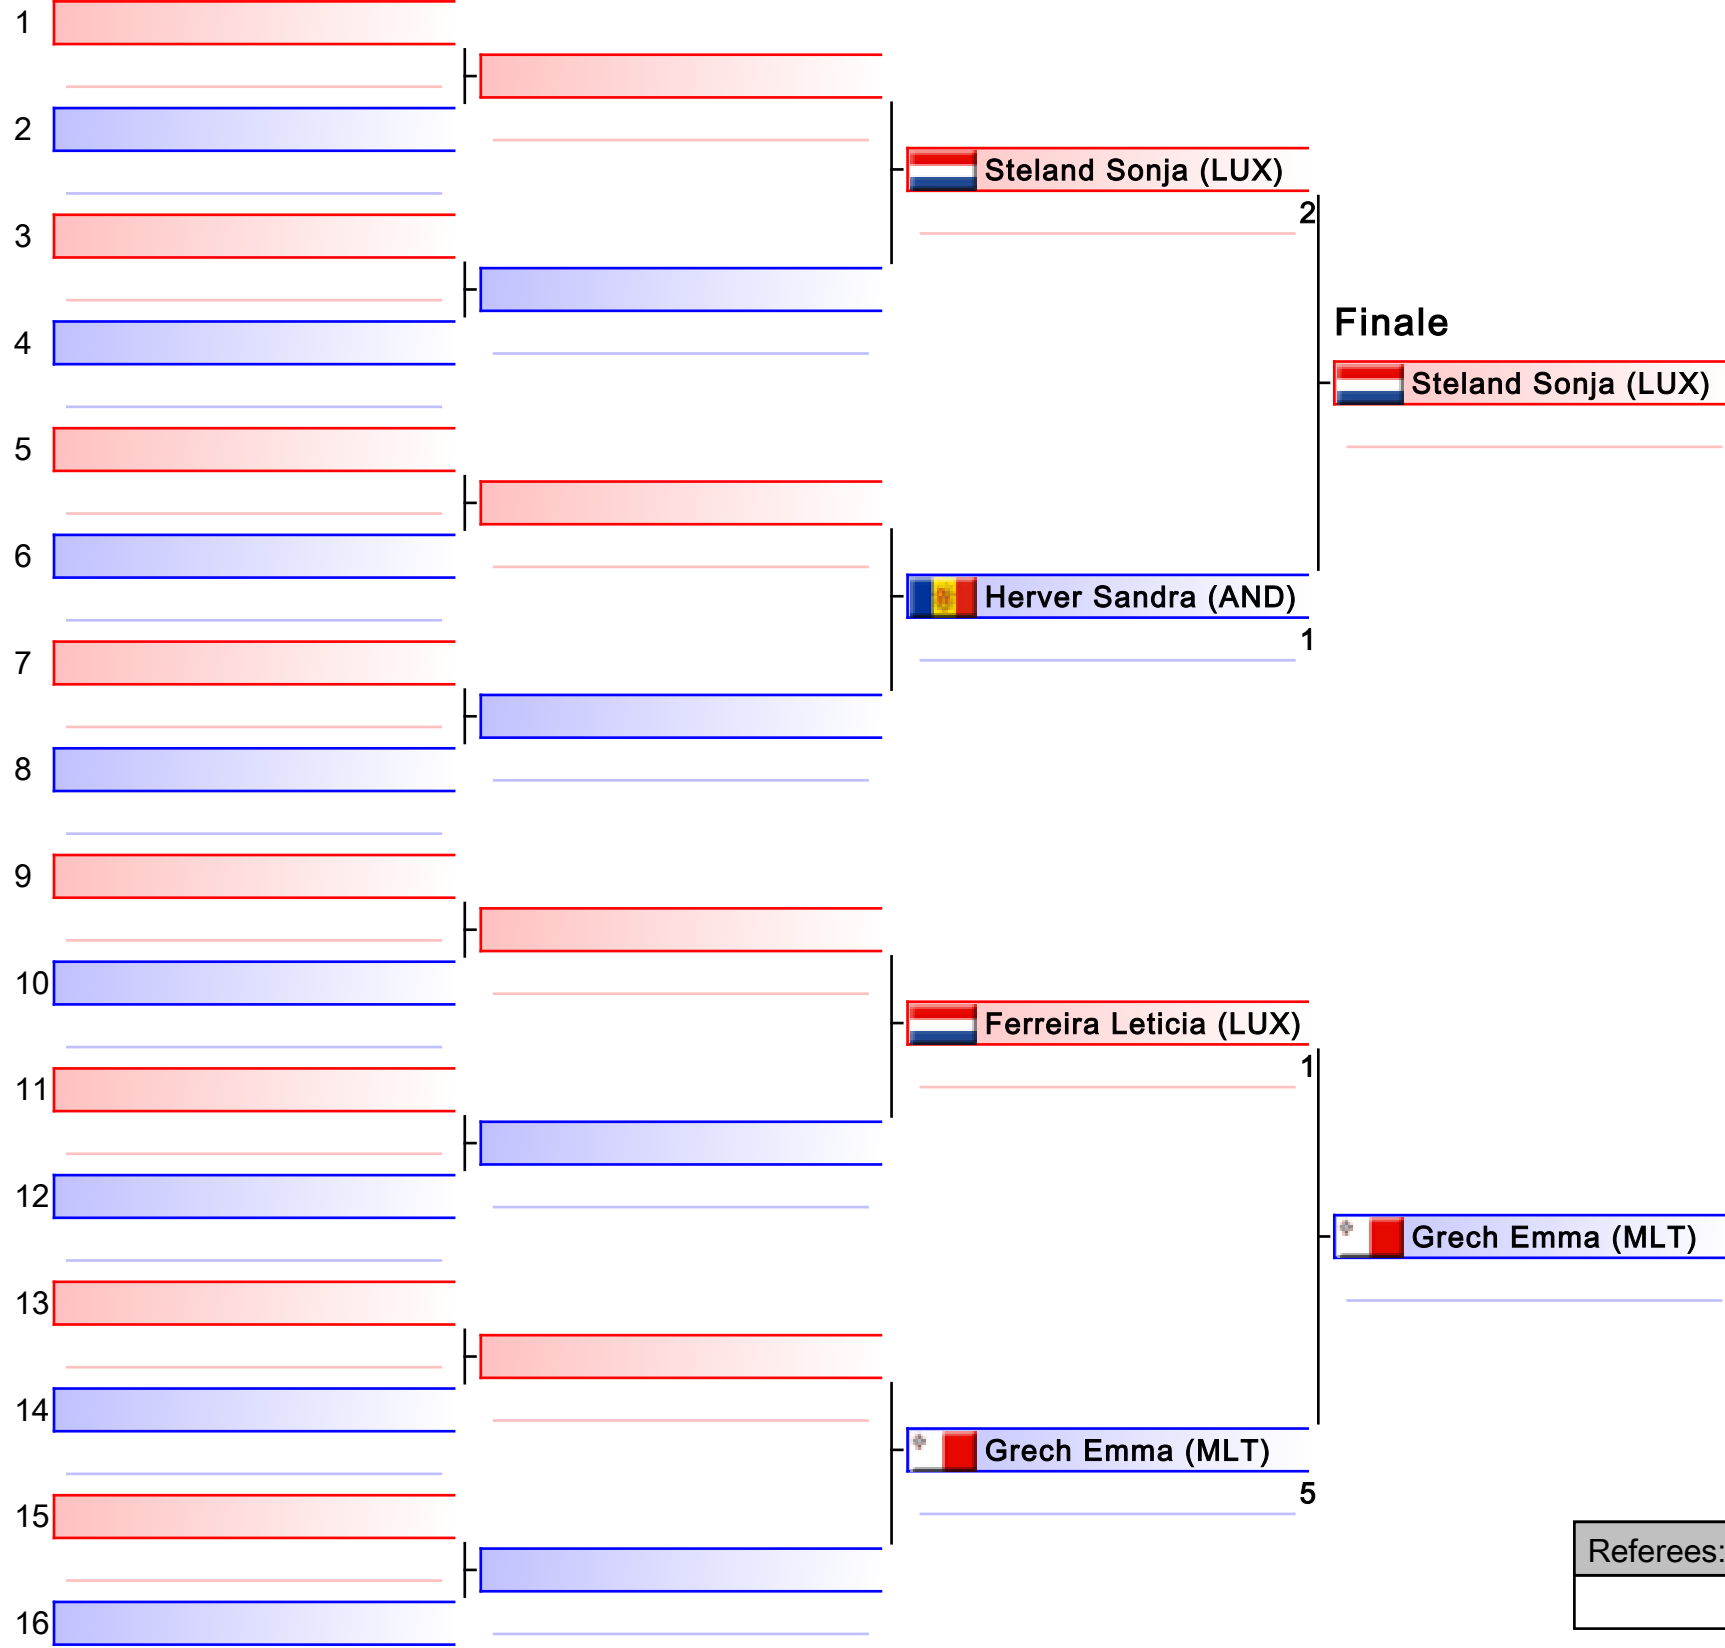 1
2
Steland Sonja (LUX)
2
3
Finale
4
Steland Sonja (LUX)
5
6
Herver Sandra (AND)
1
7
8
9
10
Ferreira Leticia (LUX)
1
11
12
Grech Emma (MLT)
13
14
Grech Emma (MLT)
5
15
Referees:
16